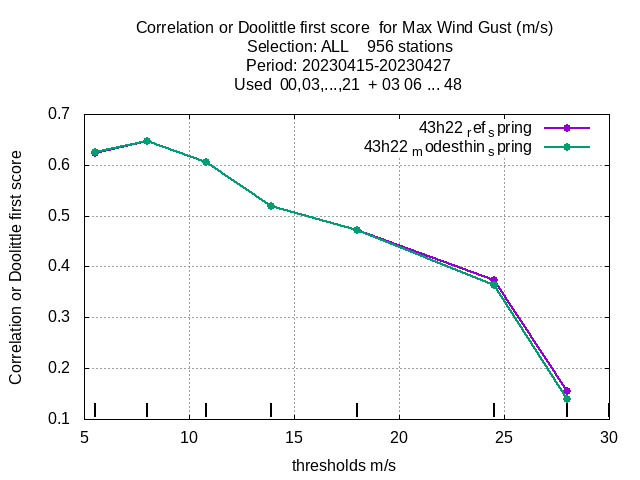 Correlation or Doolittle first score  for Max Wind Gust (m/s)
Selection: ALL    956 stations
Period: 20230415-20230427
Used  00,03,...,21  + 03 06 ... 48
43h22 ref spring
43h22 modesthin spring
Correlation or Doolittle first score
0.7
0.6
0.5
0.4
0.3
0.2
0.1
5 10 15 20 25 30
thresholds m/s